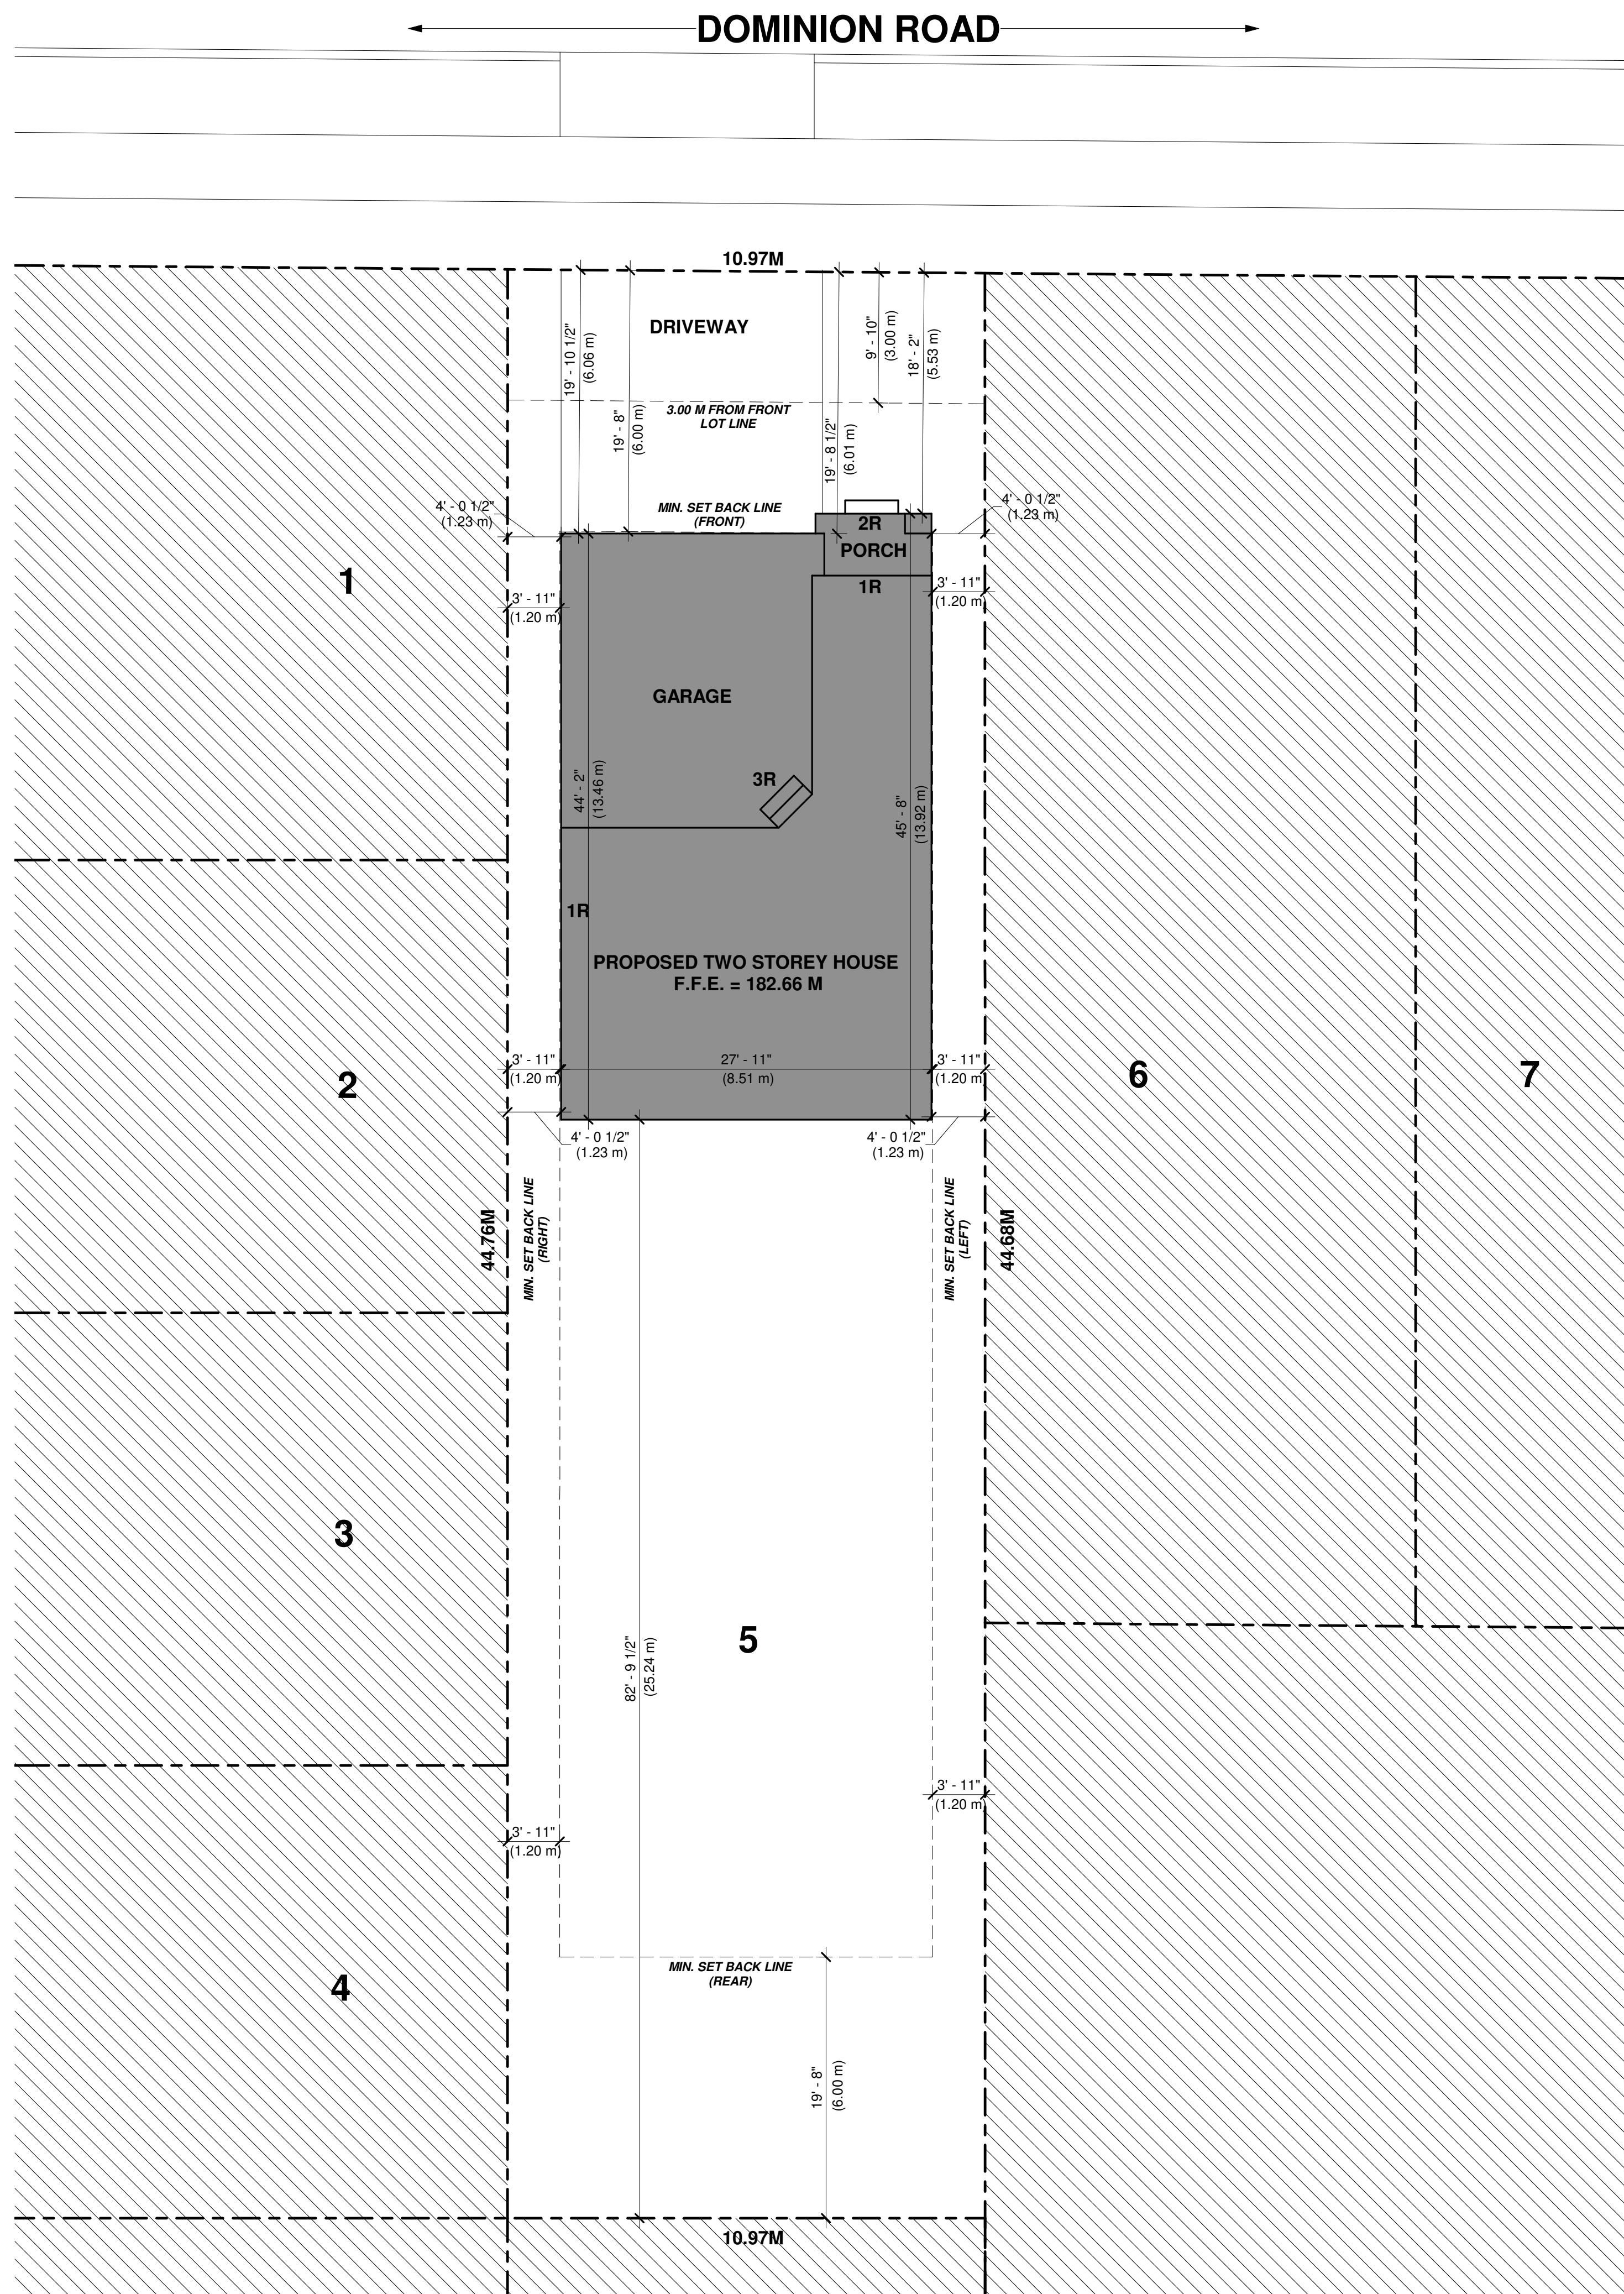 DOMINION ROAD
10.97M
DRIVEWAY
19' - 10 1/2"
(6.06 m)
19' - 8"
(6.00 m)
19' - 8 1/2"
(6.01 m)
9' - 10"
(3.00 m)
18' - 2"
(5.53 m)
3.00 M FROM FRONT
LOT LINE
MIN. SET BACK LINE
(FRONT)
4' - 0 1/2"
(1.23 m)
4' - 0 1/2"
(1.23 m)
2R
PORCH
1R
1
3' - 11"
(1.20 m)
3' - 11"
(1.20 m)
GARAGE
3R
44' - 2"
(13.46 m)
45' - 8"
(13.92 m)
1R
PROPOSED TWO STOREY HOUSE
F.F.E. = 182.66 M
2
3' - 11"
(1.20 m)
27' - 11"
(8.51 m)
3' - 11"
(1.20 m)
6
7
4' - 0 1/2"
(1.23 m)
4' - 0 1/2"
(1.23 m)
44.76M
MIN. SET BACK LINE
(RIGHT)
MIN. SET BACK LINE
(LEFT)
44.68M
3
5
82' - 9 1/2"
(25.24 m)
3' - 11"
(1.20 m)
3' - 11"
(1.20 m)
4
MIN. SET BACK LINE
(REAR)
19' - 8"
(6.00 m)
10.97M